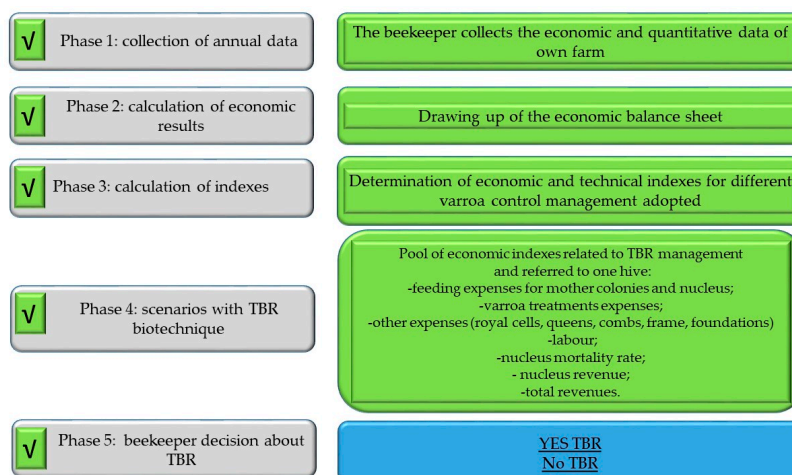 √
Phase 1: collection of annual data
The beekeeper collects the economic and quantitative data of
own farm
√
Phase 2: calculation of economic
results
Drawing up of the economic balance sheet
√
Phase 3: calculation of indexes
Determination of economic and technical indexes for different
varroa control management adopted
√
Phase 4: scenarios with TBR
biotechnique
Pool of economic indexes related to TBR management
and referred to one hive:
-feeding expenses for mother colonies and nucleus;
-varroa treatments expenses;
-other expenses (royal cells, queens, combs, frame, foundations)
-labour;
-nucleus mortality rate;
- nucleus revenue;
-total revenues.
√
Phase 5: beekeeper decision about
TBR
YES TBR
No TBR